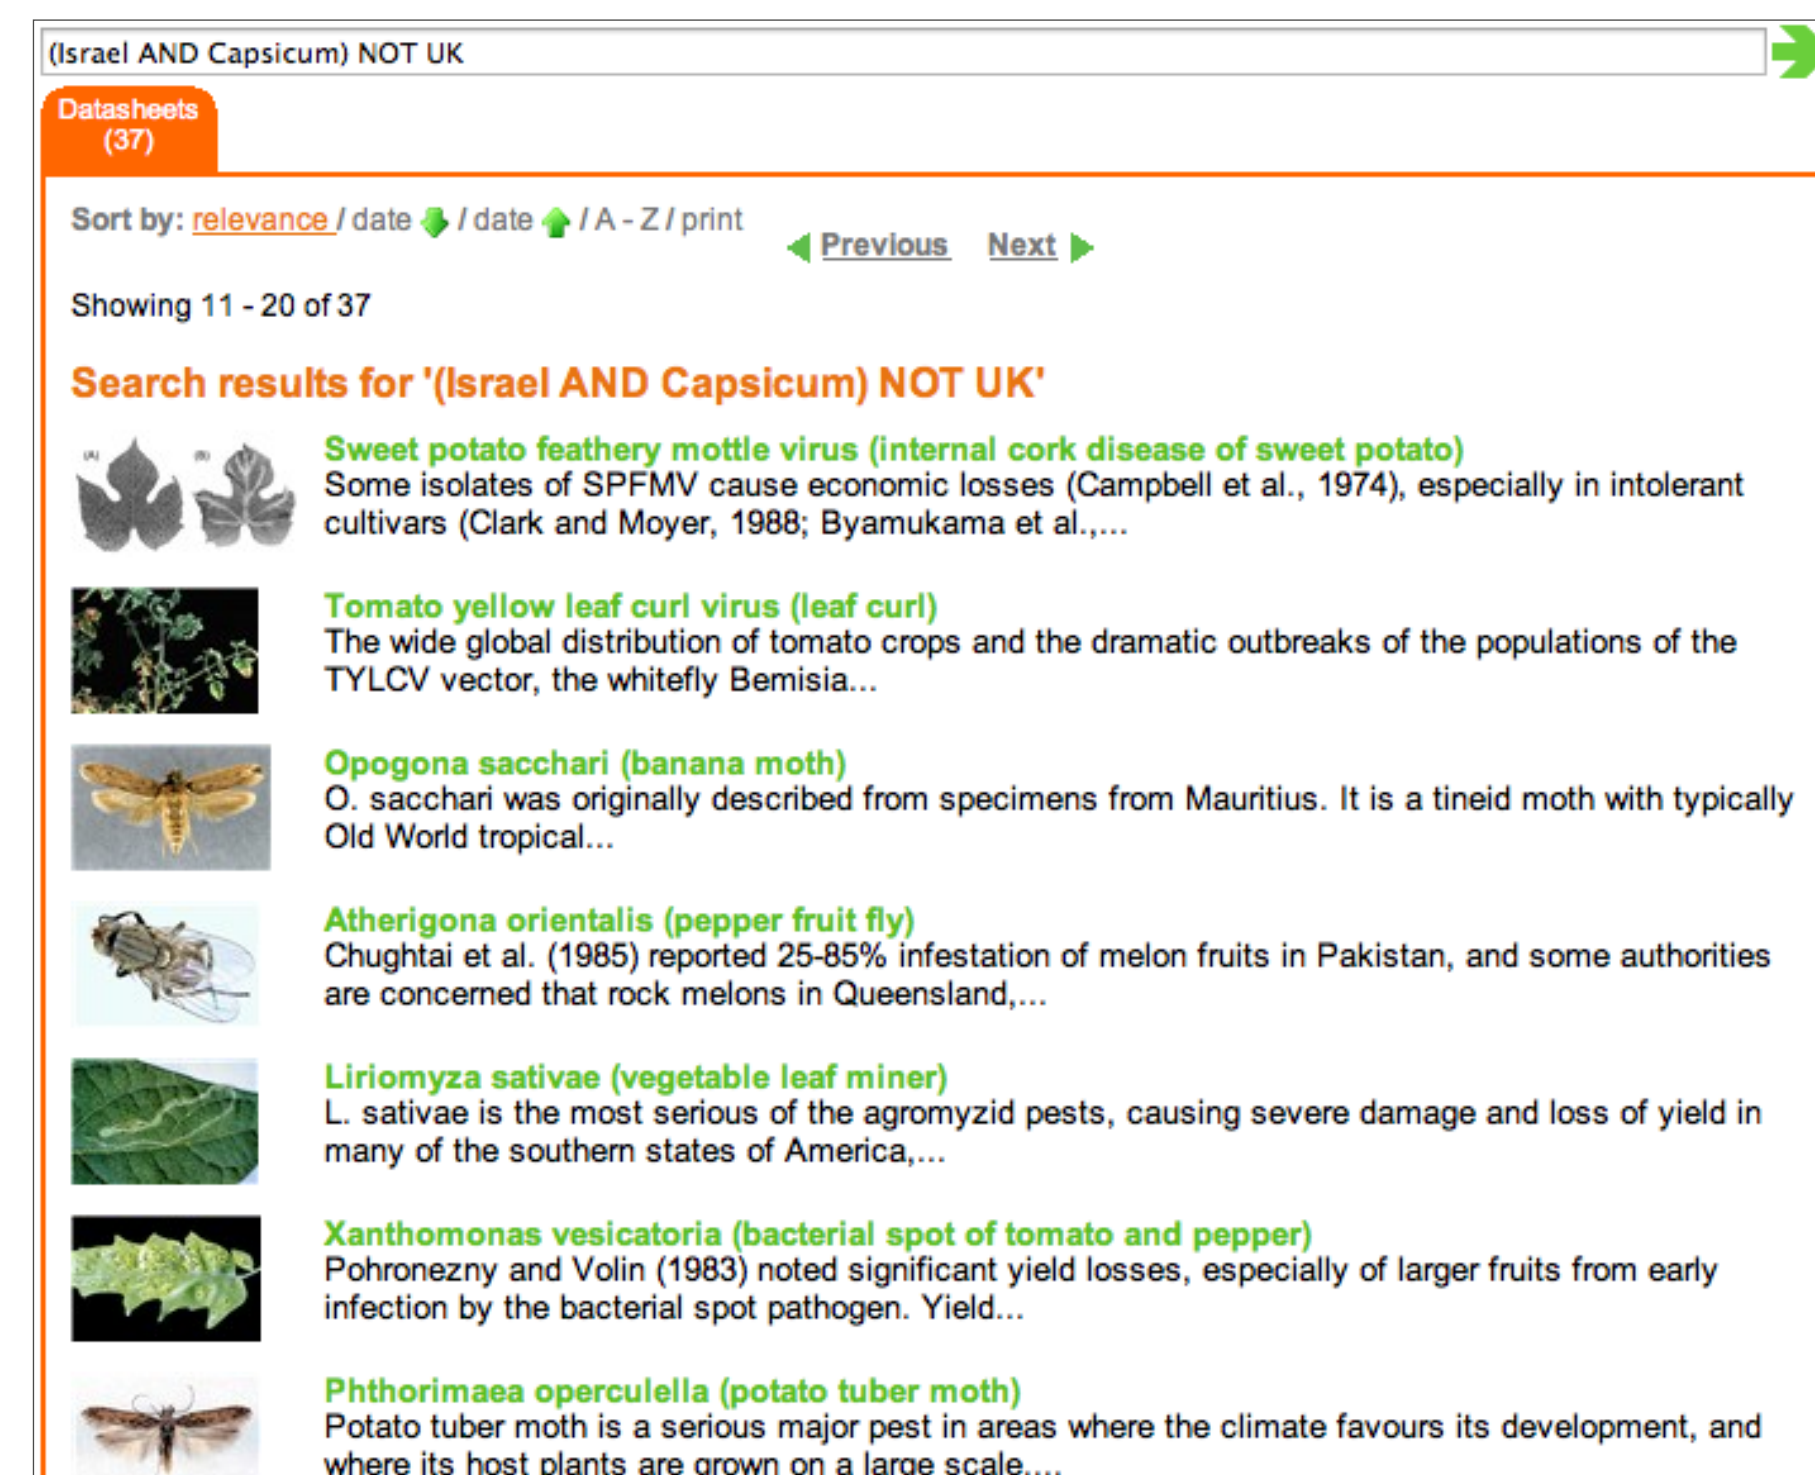 (Israel AND Capsicum) NOT UK
Datasheets
(37)
Sort by: relevance / date / date / A - Z / print
Previous Next
Showing 11 - 20 of 37
Search results for '(Israel AND Capsicum) NOT UK'
(A) (B)
Sweet potato feathery mottle virus (internal cork disease of sweet potato)
Some isolates of SPFMV cause economic losses (Campbell et al., 1974), especially in intolerant
cultivars (Clark and Moyer, 1988; Byamukama et al.,...
Tomato yellow leaf curl virus (leaf curl)
The wide global distribution of tomato crops and the dramatic outbreaks of the populations of the
TYLCV vector, the whitefly Bemisia...
Opogona sacchari (banana moth)
O. sacchari was originally described from specimens from Mauritius. It is a tineid moth with typically
Old World tropical...
Atherigona orientalis (pepper fruit fly)
Chughtai et al. (1985) reported 25-85% infestation of melon fruits in Pakistan, and some authorities
are concerned that rock melons in Queensland,...
Liriomyza sativae (vegetable leaf miner)
L. sativae is the most serious of the agromyzid pests, causing severe damage and loss of yield in
many of the southern states of America,...
Xanthomonas vesicatoria (bacterial spot of tomato and pepper)
Pohronezny and Volin (1983) noted significant yield losses, especially of larger fruits from early
infection by the bacterial spot pathogen. Yield...
Phthorimaea operculella (potato tuber moth)
Potato tuber moth is a serious major pest in areas where the climate favours its development, and
where its host plants are grown on a large scale....